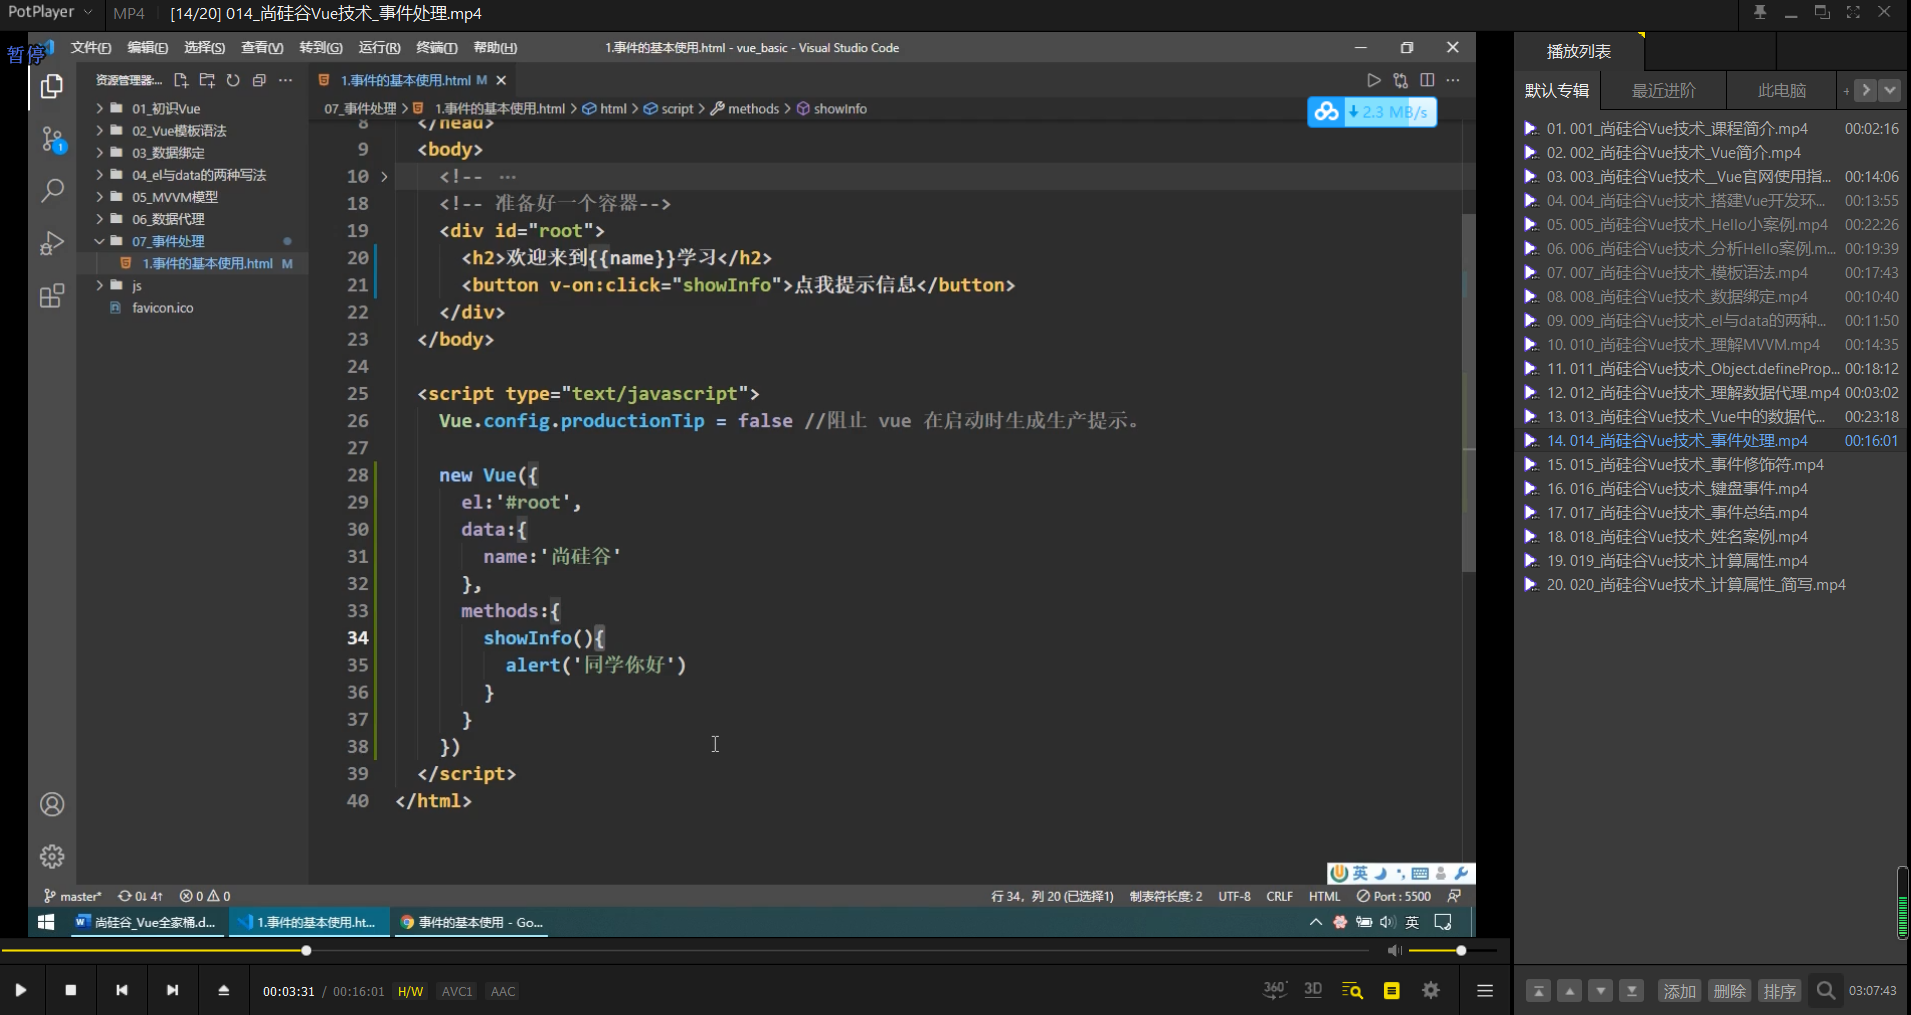 PotPlayer MP4 [14/20] 014_尚硅谷Vue技术_事件处理.mp4
暂停
文件(F) 编辑(E) 选择(S) 查看(V) 转到(G) 运行(R) 终端(T) 帮助(H) 1.事件的基本使用.html - vue_basic - Visual Studio Code
资源管理器:...
1.事件的基本使用.html M
07_事件处理 > 1.事件的基本使用.html > html > script > methods > showInfo
2.3 MB/s
01_初识Vue
02_Vue模板语法
03_数据绑定
04_el与data的两种写法
05_MVVM模型
06_数据代理
07_事件处理
1.事件的基本使用.html M
js
favicon.ico
1
8 </head>
9 <body>
10 <!-- ...
18 <!-- 准备好一个容器-->
19 <div id="root">
20 <h2>欢迎来到{{name}}学习</h2>
21 <button v-on:click="showInfo">点我提示信息</button>
22 </div>
23 </body>
24
25 <script type="text/javascript">
26 Vue.config.productionTip = false //阻止 vue 在启动时生成生产提示。
27
28 new Vue({
29 el:'#root',
30 data:{
31 name:'尚硅谷'
32 },
33 methods:{
34 showInfo(){
35 alert('同学你好')
36 }
37 }
38 })
39 </script>
40 </html>
英
master* 0↓ 4↑ 0 0 行 34，列 20 (已选择1) 制表符长度: 2 UTF-8 CRLF HTML Port : 5500
尚硅谷_Vue全家桶.d... 1.事件的基本使用.ht... 事件的基本使用 - Go... 英
00:03:31 / 00:16:01 H/W AVC1 AAC 360° 3D
播放列表
默认专辑 最近进阶 此电脑 +
01. 001_尚硅谷Vue技术_课程简介.mp4 00:02:16
02. 002_尚硅谷Vue技术_Vue简介.mp4
03. 003_尚硅谷Vue技术__Vue官网使用指... 00:14:06
04. 004_尚硅谷Vue技术_搭建Vue开发环... 00:13:55
05. 005_尚硅谷Vue技术_Hello小案例.mp4 00:22:26
06. 006_尚硅谷Vue技术_分析Hello案例.m... 00:19:39
07. 007_尚硅谷Vue技术_模板语法.mp4 00:17:43
08. 008_尚硅谷Vue技术_数据绑定.mp4 00:10:40
09. 009_尚硅谷Vue技术_el与data的两种... 00:11:50
10. 010_尚硅谷Vue技术_理解MVVM.mp4 00:14:35
11. 011_尚硅谷Vue技术_Object.defineProp... 00:18:12
12. 012_尚硅谷Vue技术_理解数据代理.mp4 00:03:02
13. 013_尚硅谷Vue技术_Vue中的数据代... 00:23:18
14. 014_尚硅谷Vue技术_事件处理.mp4 00:16:01
15. 015_尚硅谷Vue技术_事件修饰符.mp4
16. 016_尚硅谷Vue技术_键盘事件.mp4
17. 017_尚硅谷Vue技术_事件总结.mp4
18. 018_尚硅谷Vue技术_姓名案例.mp4
19. 019_尚硅谷Vue技术_计算属性.mp4
20. 020_尚硅谷Vue技术_计算属性_简写.mp4
添加 删除 排序 03:07:43